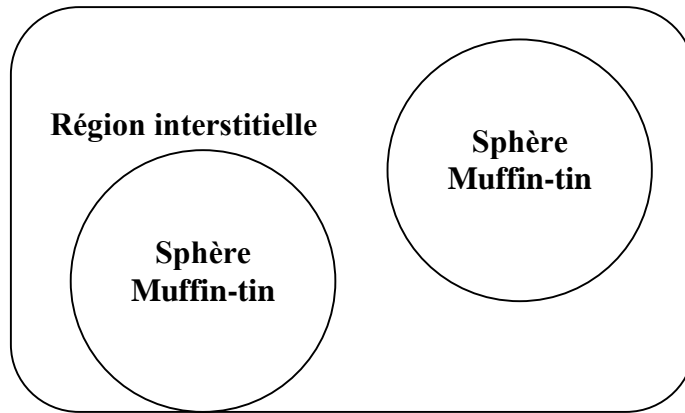 Région interstitielle
Sphère
Muffin-tin
Sphère
Muffin-tin